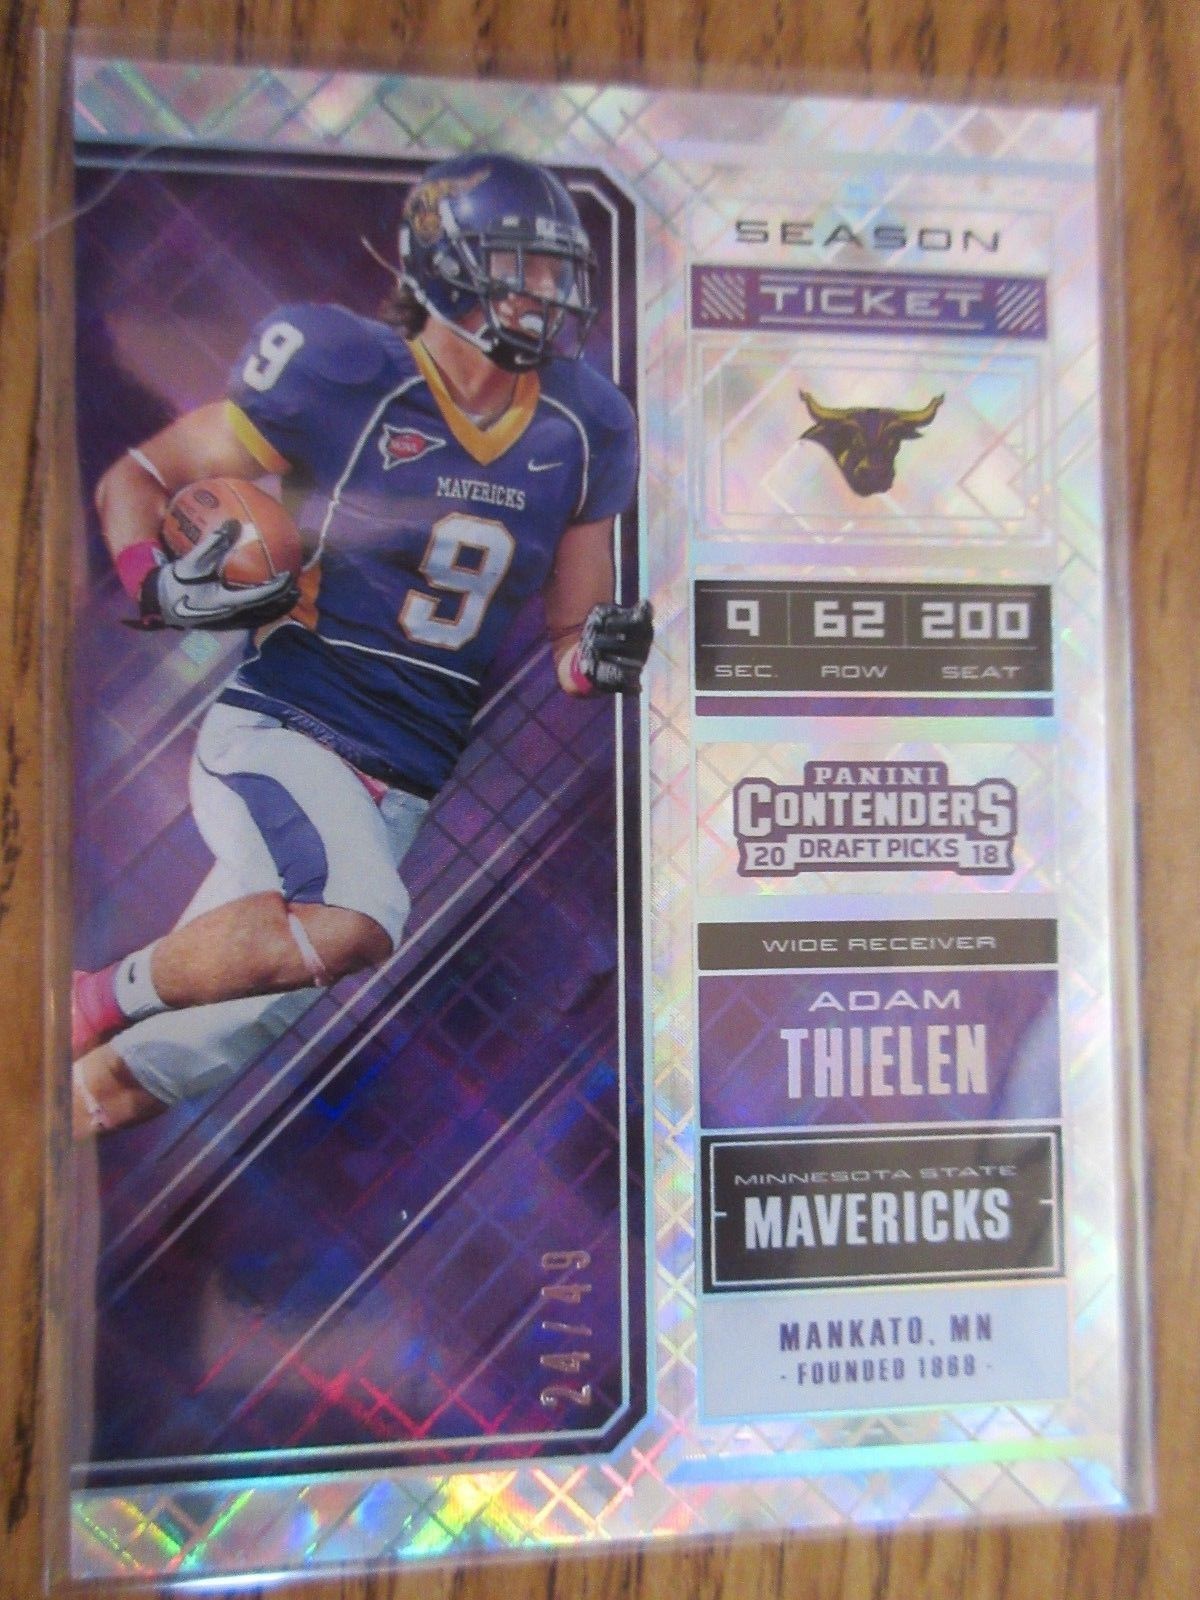 SEASON
TICKET
9 62 200
SEC. ROW SEAT
PANINI
CONTENDERS
20 DRAFT PICKS 18
WIDE RECEIVER
ADAM
THIELEN
MINNESOTA STATE
MAVERICKS
MANKATO, MN
- FOUNDED 1868 -
9
MAVERICKS
9
24/49